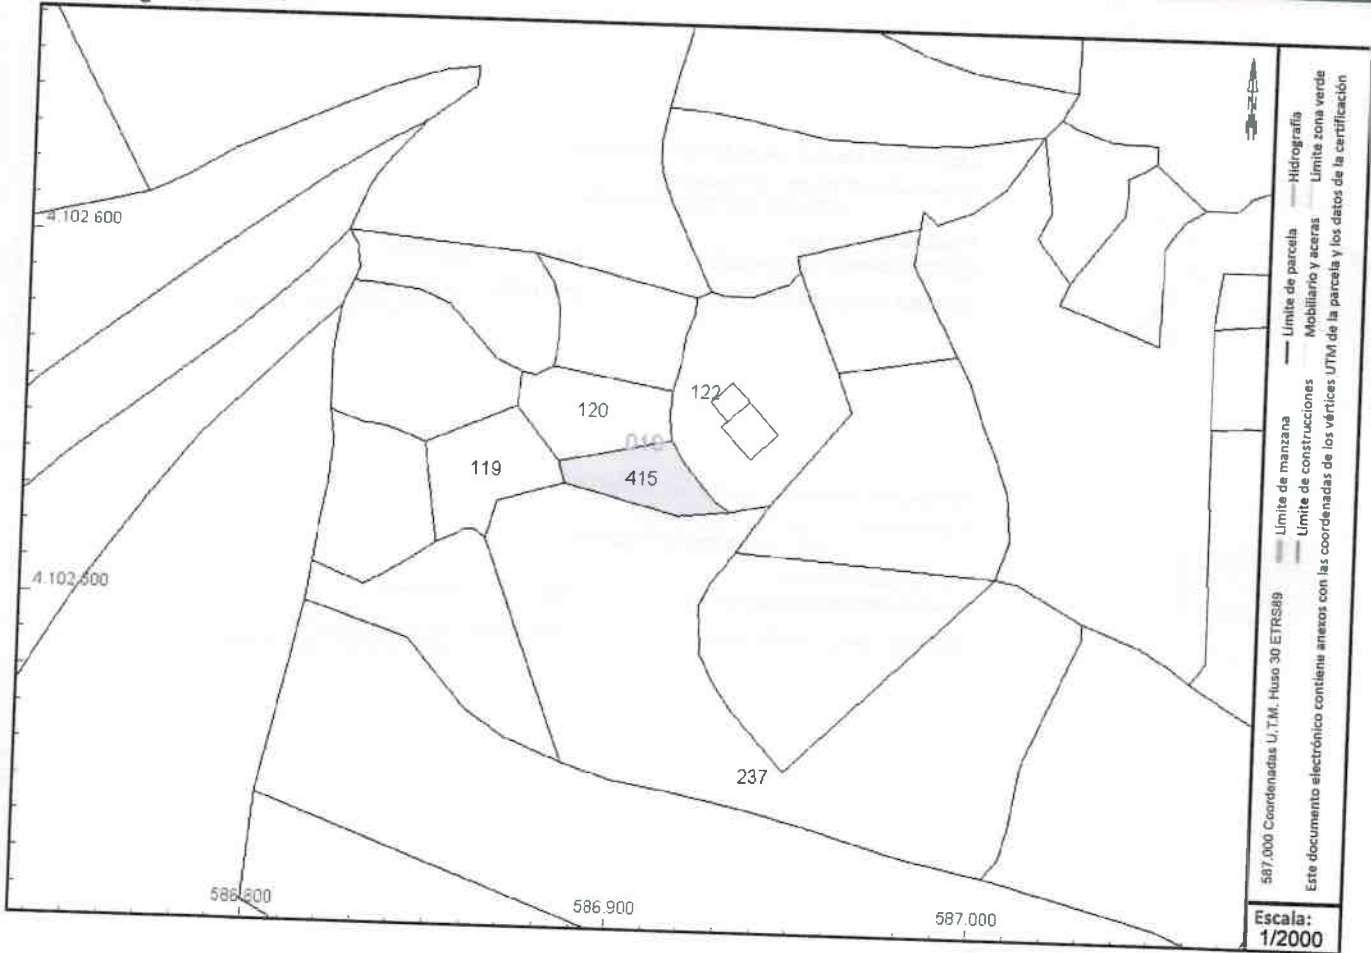 4.102 600
122
120
010
119
415
4.102.500
237
586.800
586.900
587.000
587.000 Coordenadas U.T.M. Huso 30 ETRS89
Límite de manzana
Límite de parcela
Hidrografía
Límite de construcciones
Mobiliario y aceras
Límite zona verde
Este documento electrónico contiene anexos con las coordenadas de los vértices UTM de la parcela y los datos de la certificación
Escala:
1/2000